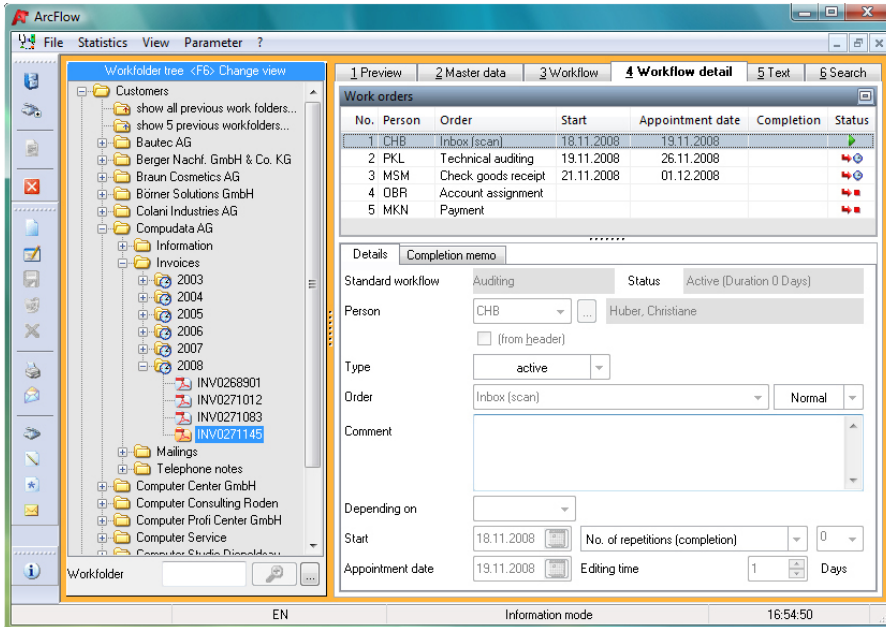 ArcFlow
File Statistics View Parameter ?
Workfolder tree <F6> Change view
Customers
show all previous work folders...
show 5 previous workfolders...
Bautec AG
Berger Nachf. GmbH & Co. KG
Braun Cosmetics AG
Börner Solutions GmbH
Colani Industries AG
Compudata AG
Information
Invoices
2003
2004
2005
2006
2007
2008
INV0268901
INV0271012
INV0271083
INV0271145
Mailings
Telephone notes
Computer Center GmbH
Computer Consulting Roden
Computer Profi Center GmbH
Computer Service
Computer Studio
Workfolder ...
1 Preview 2 Master data 3 Workflow 4 Workflow detail 5 Text 6 Search
Work orders
No. Person Order Start Appointment date Completion Status
1 CHB Inbox (scan) 18.11.2008 19.11.2008
2 PKL Technical auditing 19.11.2008 26.11.2008
3 MSM Check goods receipt 21.11.2008 01.12.2008
4 OBR Account assignment
5 MKN Payment
Details Completion memo
Standard workflow Auditing Status Active (Duration 0 Days)
Person CHB ... Huber, Christiane
(from header)
Type active
Order Inbox (scan) Normal
Comment
Depending on
Start 18.11.2008 No. of repetitions (completion) 0
Appointment date 19.11.2008 Editing time 1 Days
EN Information mode 16:54:50